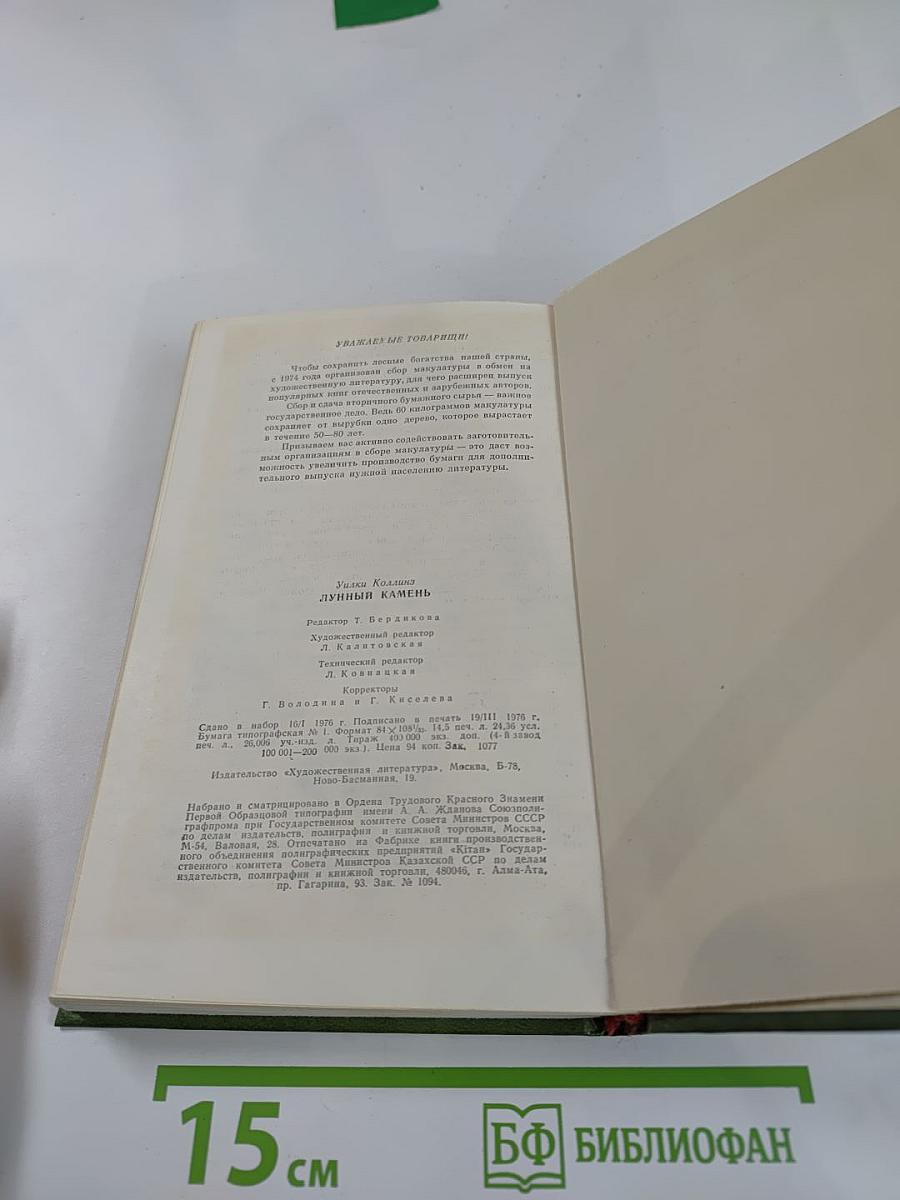 УВАЖАЕМЫЕ ТОВАРИЩИ!
Чтобы сохранить лесные богатства нашей страны,
с 1974 года организован сбор макулатуры в обмен на
художественную литературу, для чего расширен выпуск
популярных книг отечественных и зарубежных авторов.
Сбор и сдача вторичного бумажного сырья — важное
государственное дело. Ведь 60 килограммов макулатуры
сохраняет от вырубки одно дерево, которое вырастает
в течение 50—80 лет.
Призываем вас активно содействовать заготовитель-
ным организациям в сборе макулатуры — это даст воз-
можность увеличить производство бумаги для дополни-
тельного выпуска нужной населению литературы.
Уилки Коллинз
ЛУННЫЙ КАМЕНЬ
Редактор Т. Бердикова
Художественный редактор
Л. Калитовская
Технический редактор
Л. Ковнацкая
Корректоры
Г. Володина и Г. Киселева
Сдано в набор 16/I 1976 г. Подписано в печать 19/III 1976 г.
Бумага типографская № 1. Формат 84×108¹/₃₂. 14,5 печ. л. 24,36 усл.
печ. л., 26,006 уч.-изд. л. Тираж 400 000 экз. доп. (4-й завод
100 001—200 000 экз.). Цена 94 коп. Зак. 1077
Издательство «Художественная литература», Москва, Б-78,
Ново-Басманная, 19.
Набрано и сматрицировано в Ордена Трудового Красного Знамени
Первой Образцовой типографии имени А. А. Жданова Союзполи-
графпрома при Государственном комитете Совета Министров СССР
по делам издательств, полиграфии и книжной торговли, Москва,
М-54, Валовая, 28. Отпечатано на Фабрике книги производствен-
ного объединения полиграфических предприятий «Кiтап» Государ-
ственного комитета Совета Министров Казахской ССР по делам
издательств, полиграфии и книжной торговли, 480046, г. Алма-Ата,
пр. Гагарина, 93. Зак. № 1094.
15 см
БФ БИБЛИОФАН